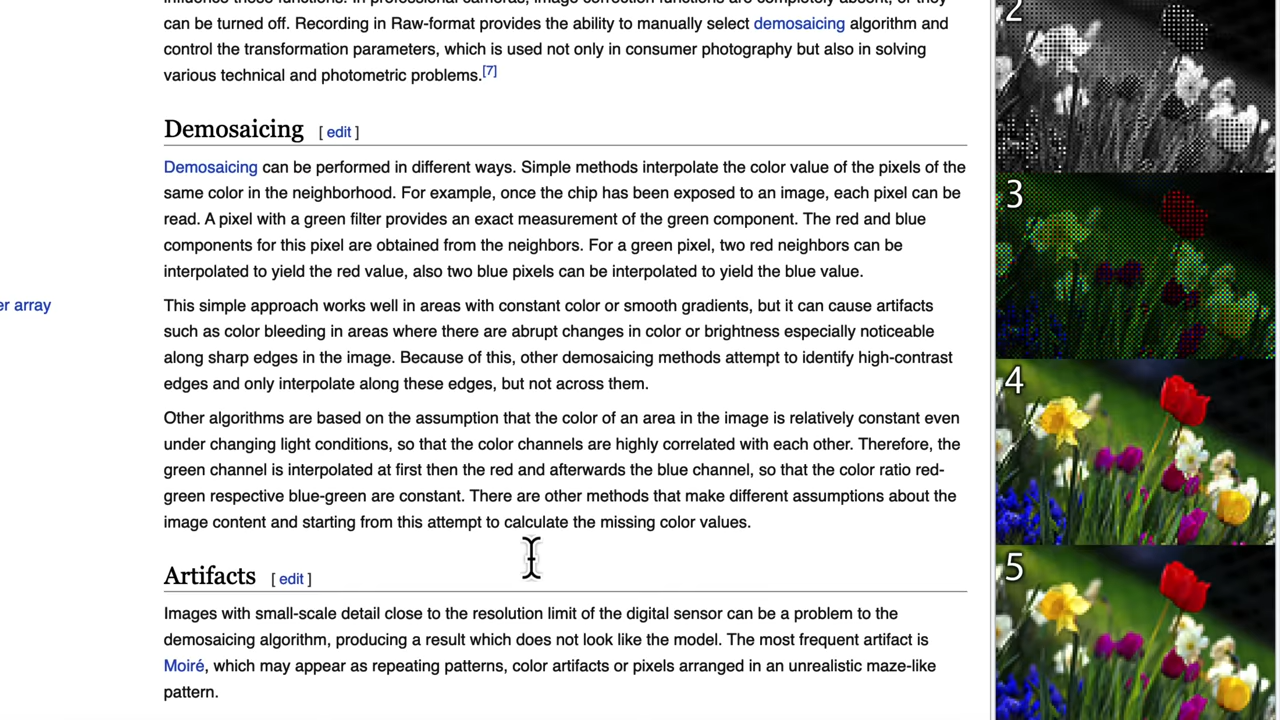 can be turned off. Recording in Raw-format provides the ability to manually select demosaicing algorithm and
control the transformation parameters, which is used not only in consumer photography but also in solving
various technical and photometric problems.[7]
Demosaicing [ edit ]
Demosaicing can be performed in different ways. Simple methods interpolate the color value of the pixels of the
same color in the neighborhood. For example, once the chip has been exposed to an image, each pixel can be
read. A pixel with a green filter provides an exact measurement of the green component. The red and blue
components for this pixel are obtained from the neighbors. For a green pixel, two red neighbors can be
interpolated to yield the red value, also two blue pixels can be interpolated to yield the blue value.
er array
This simple approach works well in areas with constant color or smooth gradients, but it can cause artifacts
such as color bleeding in areas where there are abrupt changes in color or brightness especially noticeable
along sharp edges in the image. Because of this, other demosaicing methods attempt to identify high-contrast
edges and only interpolate along these edges, but not across them.
Other algorithms are based on the assumption that the color of an area in the image is relatively constant even
under changing light conditions, so that the color channels are highly correlated with each other. Therefore, the
green channel is interpolated at first then the red and afterwards the blue channel, so that the color ratio red-
green respective blue-green are constant. There are other methods that make different assumptions about the
image content and starting from this attempt to calculate the missing color values.
Artifacts [ edit ]
Images with small-scale detail close to the resolution limit of the digital sensor can be a problem to the
demosaicing algorithm, producing a result which does not look like the model. The most frequent artifact is
Moiré, which may appear as repeating patterns, color artifacts or pixels arranged in an unrealistic maze-like
pattern.
2
3
4
5